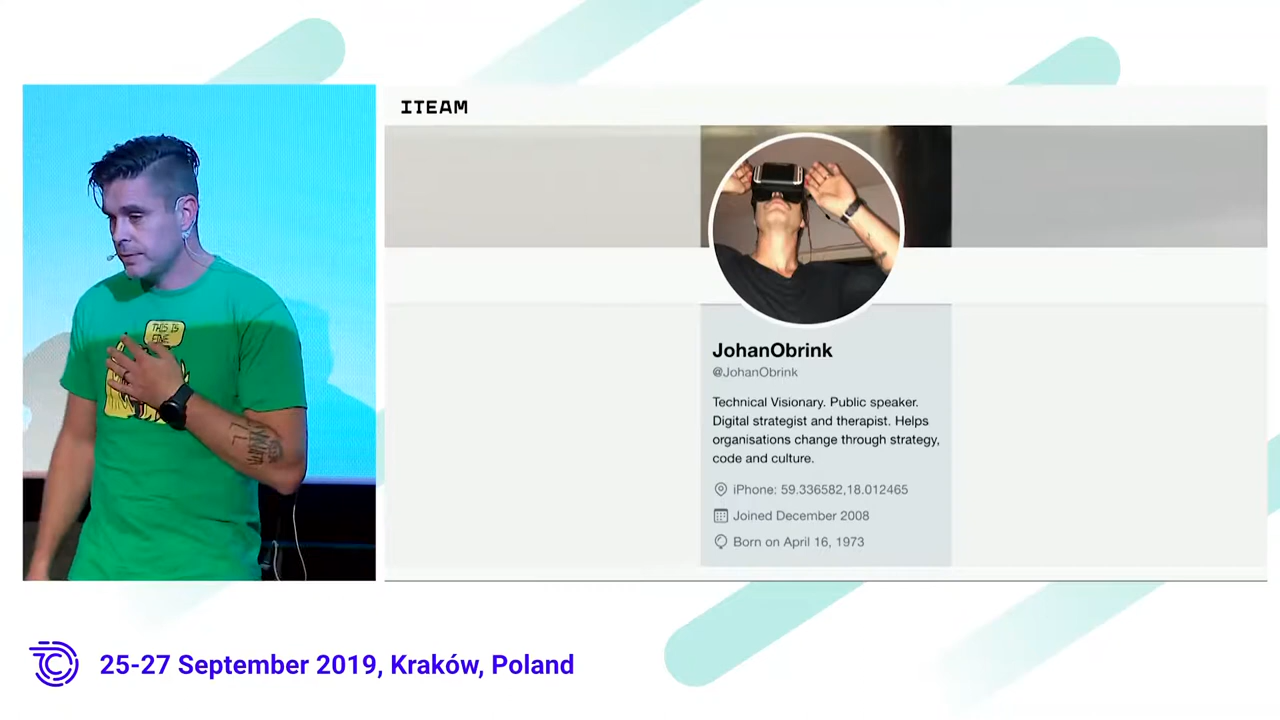 ITEAM
THIS IS
FINE
JohanObrink
@JohanObrink
Technical Visionary. Public speaker.
Digital strategist and therapist. Helps
organisations change through strategy,
code and culture.
iPhone: 59.336582,18.012465
Joined December 2008
Born on April 16, 1973
25-27 September 2019, Kraków, Poland